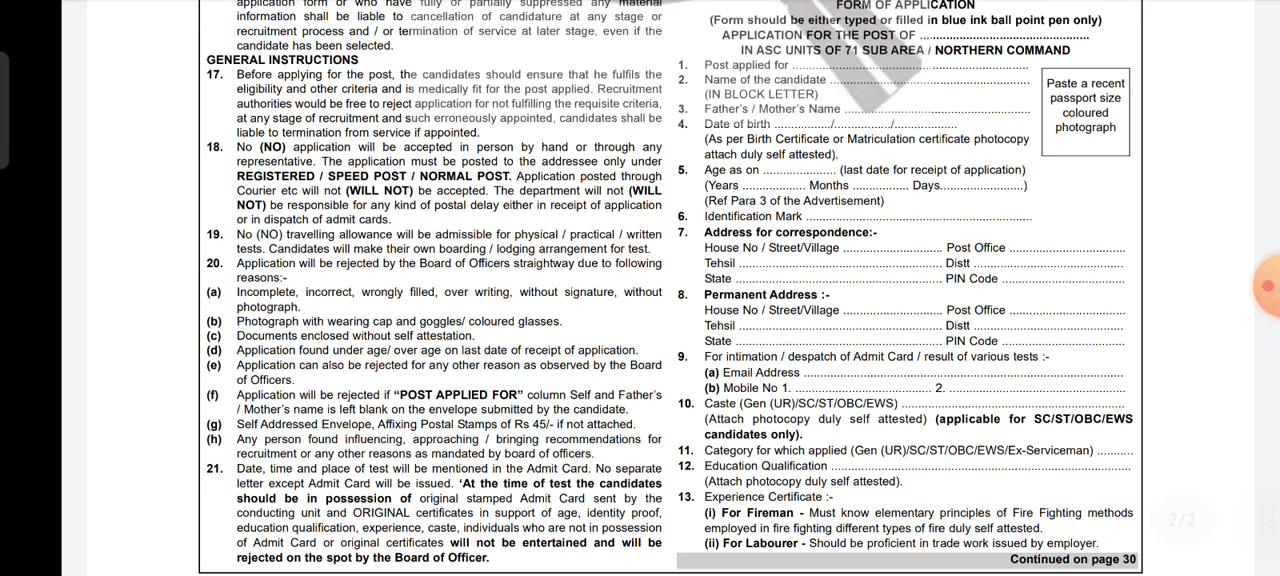 application form or who have fully or partially suppressed any material
information shall be liable to cancellation of candidature at any stage or
recruitment process and / or termination of service at later stage, even if the
candidate has been selected.
GENERAL INSTRUCTIONS
17. Before applying for the post, the candidates should ensure that he fulfils the
eligibility and other criteria and is medically fit for the post applied. Recruitment
authorities would be free to reject application for not fulfilling the requisite criteria,
at any stage of recruitment and such erroneously appointed, candidates shall be
liable to termination from service if appointed.
18. No (NO) application will be accepted in person by hand or through any
representative. The application must be posted to the addressee only under
REGISTERED / SPEED POST / NORMAL POST. Application posted through
Courier etc will not (WILL NOT) be accepted. The department will not (WILL
NOT) be responsible for any kind of postal delay either in receipt of application
or in dispatch of admit cards.
19. No (NO) travelling allowance will be admissible for physical / practical / written
tests. Candidates will make their own boarding / lodging arrangement for test.
20. Application will be rejected by the Board of Officers straightway due to following
reasons:-
(a) Incomplete, incorrect, wrongly filled, over writing, without signature, without
photograph.
(b) Photograph with wearing cap and goggles/ coloured glasses.
(c) Documents enclosed without self attestation.
(d) Application found under age/ over age on last date of receipt of application.
(e) Application can also be rejected for any other reason as observed by the Board
of Officers.
(f) Application will be rejected if “POST APPLIED FOR” column Self and Father’s
/ Mother’s name is left blank on the envelope submitted by the candidate.
(g) Self Addressed Envelope, Affixing Postal Stamps of Rs 45/- if not attached.
(h) Any person found influencing, approaching / bringing recommendations for
recruitment or any other reasons as mandated by board of officers.
21. Date, time and place of test will be mentioned in the Admit Card. No separate
letter except Admit Card will be issued. ‘At the time of test the candidates
should be in possession of original stamped Admit Card sent by the
conducting unit and ORIGINAL certificates in support of age, identity proof,
education qualification, experience, caste, individuals who are not in possession
of Admit Card or original certificates will not be entertained and will be
rejected on the spot by the Board of Officer.
FORM OF APPLICATION
(Form should be either typed or filled in blue ink ball point pen only)
APPLICATION FOR THE POST OF ................................................
IN ASC UNITS OF 71 SUB AREA / NORTHERN COMMAND
1. Post applied for ......................................................................
2. Name of the candidate ............................................................
(IN BLOCK LETTER)
3. Father’s / Mother’s Name ........................................................
4. Date of birth ................./................./...................
(As per Birth Certificate or Matriculation certificate photocopy
attach duly self attested).
Paste a recent
passport size
coloured
photograph
5. Age as on ...................... (last date for receipt of application)
(Years ................... Months ................. Days.........................)
(Ref Para 3 of the Advertisement)
6. Identification Mark ....................................................................
7. Address for correspondence:-
House No / Street/Village .............................. Post Office ...................................
Tehsil .............................................................. Distt .............................................
State ............................................................... PIN Code .....................................
8. Permanent Address :-
House No / Street/Village .............................. Post Office ...................................
Tehsil .............................................................. Distt .............................................
State ............................................................... PIN Code .....................................
9. For intimation / despatch of Admit Card / result of various tests :-
(a) Email Address ................................................................................................
(b) Mobile No 1. ......................................... 2. .....................................................
10. Caste (Gen (UR)/SC/ST/OBC/EWS) ....................................................................
(Attach photocopy duly self attested) (applicable for SC/ST/OBC/EWS
candidates only).
11. Category for which applied (Gen (UR)/SC/ST/OBC/EWS/Ex-Serviceman) ...........
12. Education Qualification .........................................................................................
(Attach photocopy duly self attested).
13. Experience Certificate :-
(i) For Fireman - Must know elementary principles of Fire Fighting methods
employed in fire fighting different types of fire duly self attested.
(ii) For Labourer - Should be proficient in trade work issued by employer.
Continued on page 30
2/2